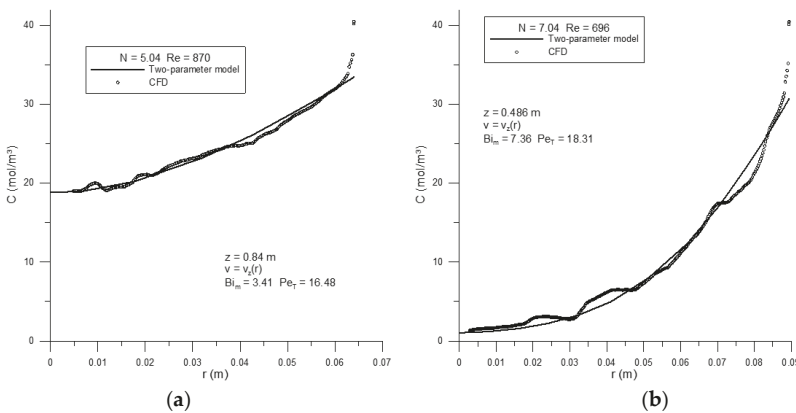 N = 5.04 Re = 870
Two-parameter model
CFD
40
30
20
10
0
C (mol/m³)
z = 0.84 m
v = v_z(r)
Bi_m = 3.41 Pe_T = 16.48
0 0.01 0.02 0.03 0.04 0.05 0.06 0.07
r (m)
(a)
N = 7.04 Re = 696
Two-parameter model
CFD
40
30
20
10
0
C (mol/m³)
z = 0.486 m
v = v_z(r)
Bi_m = 7.36 Pe_T = 18.31
0 0.01 0.02 0.03 0.04 0.05 0.06 0.07 0.08 0.09
r (m)
(b)